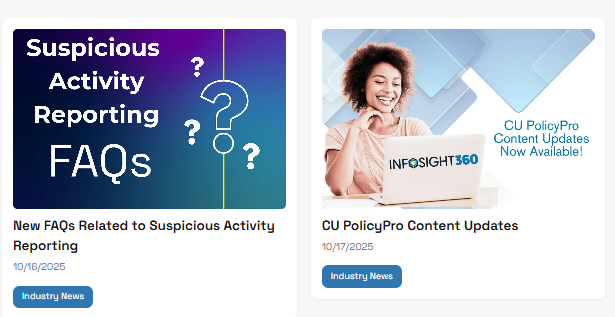 Suspicious
Activity
Reporting
FAQs
? ? ? ?
New FAQs Related to Suspicious Activity
Reporting
10/16/2025
Industry News
CU PolicyPro
Content Updates
Now Available!
INFOSIGHT360
CU PolicyPro Content Updates
10/17/2025
Industry News